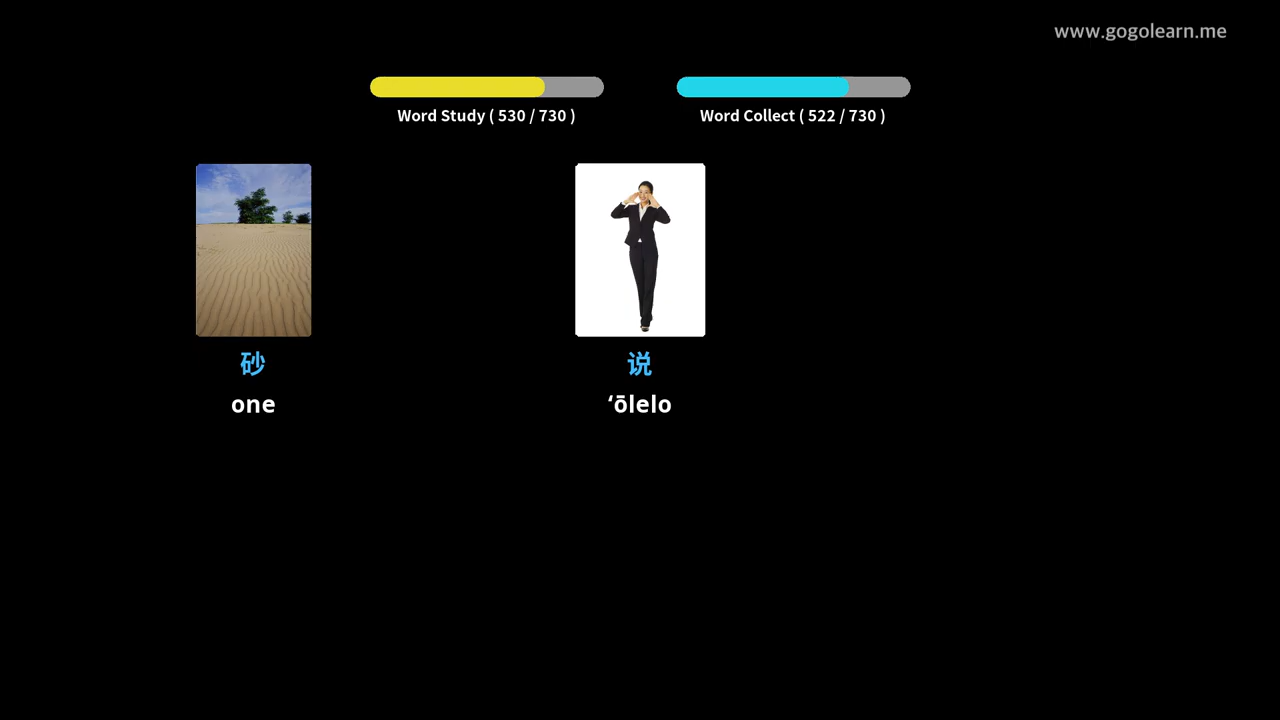 www.gogolearn.me
Word Study ( 530 / 730 )
Word Collect ( 522 / 730 )
砂
one
说
ʻōlelo